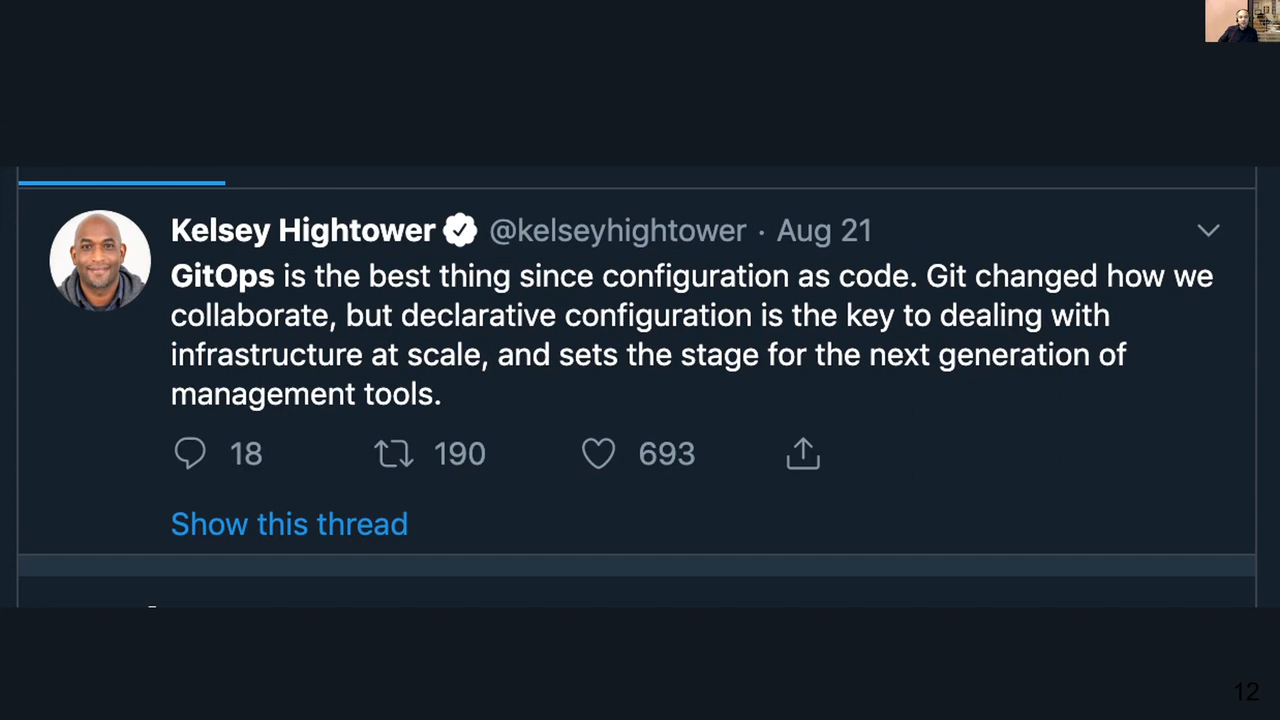 Kelsey Hightower @kelseyhightower · Aug 21
GitOps is the best thing since configuration as code. Git changed how we
collaborate, but declarative configuration is the key to dealing with
infrastructure at scale, and sets the stage for the next generation of
management tools.
18 190 693
Show this thread
12